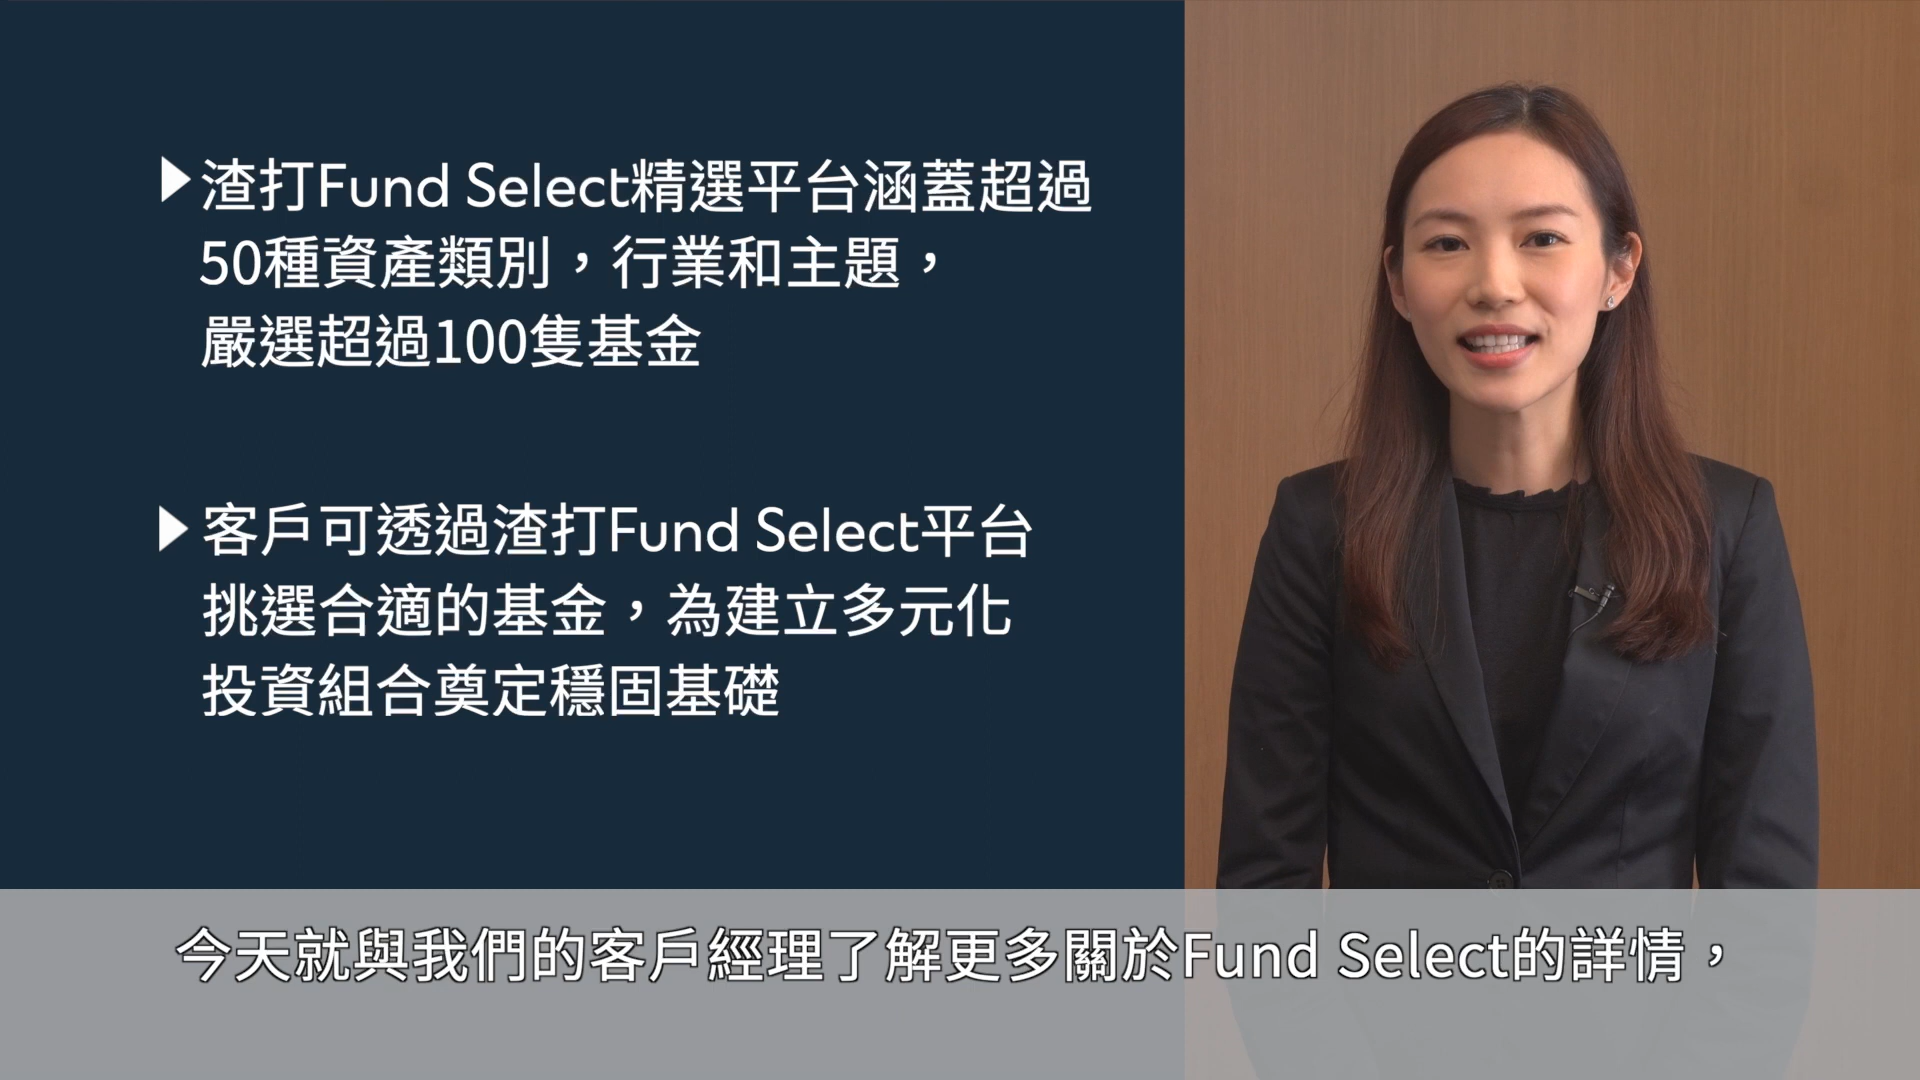 渣打Fund Select精選平台涵蓋超過
50種資產類別，行業和主題，
嚴選超過100隻基金
客戶可透過渣打Fund Select平台
挑選合適的基金，為建立多元化
投資組合奠定穩固基礎
今天就與我們的客戶經理了解更多關於Fund Select的詳情，